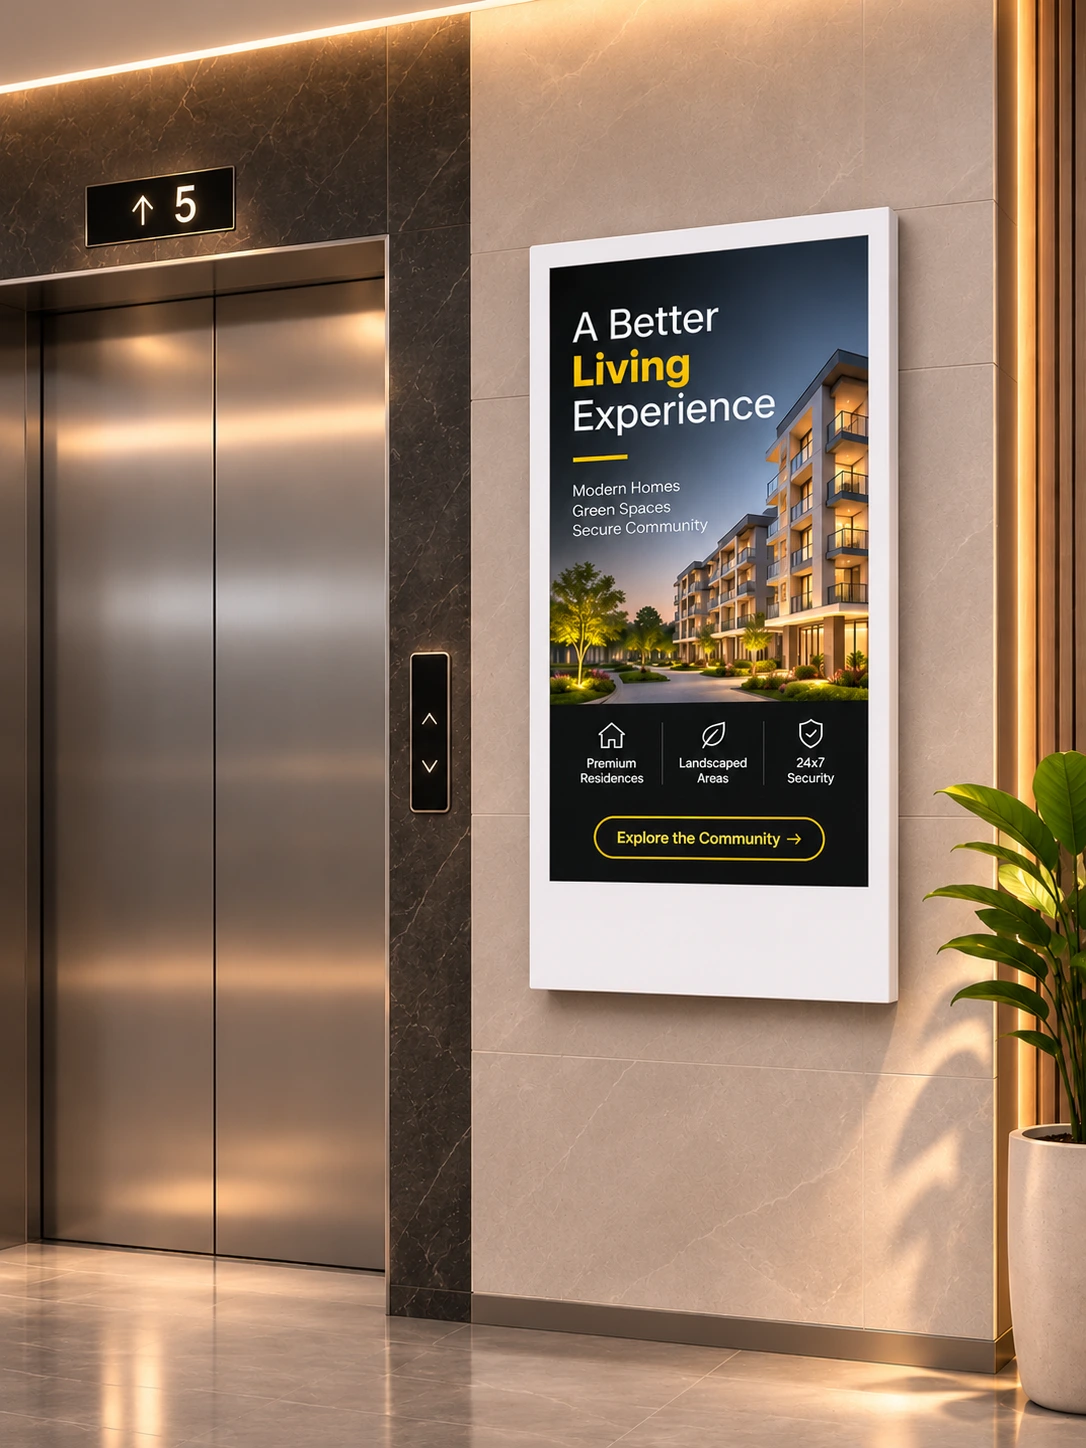 ↑ 5
A Better
Living
Experience
Modern Homes
Green Spaces
Secure Community
Premium
Residences
Landscaped
Areas
24x7
Security
Explore the Community →